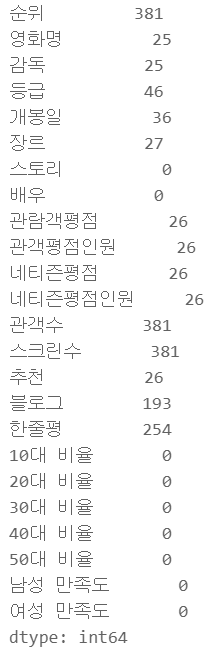 순위 381
영화명 25
감독 25
등급 46
개봉일 36
장르 27
스토리 0
배우 0
관람객평점 26
관객평점인원 26
네티즌평점 26
네티즌평점인원 26
관객수 381
스크린수 381
추천 26
블로그 193
한줄평 254
10대 비율 0
20대 비율 0
30대 비율 0
40대 비율 0
50대 비율 0
남성 만족도 0
여성 만족도 0
dtype: int64